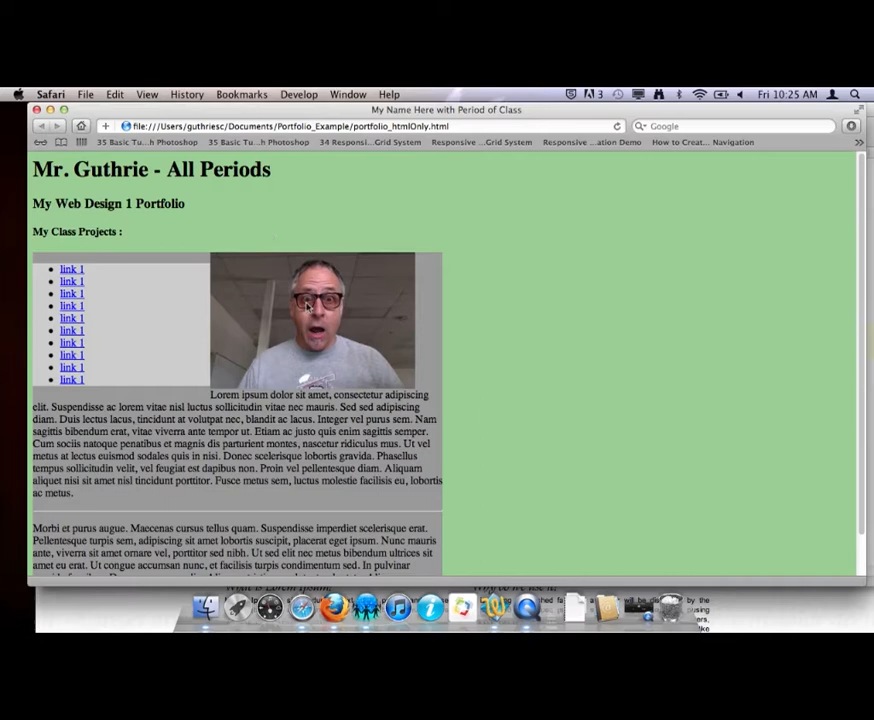 Safari File Edit View History Bookmarks Develop Window Help 3 Fri 10:25 AM
My Name Here with Period of Class
file:///Users/guthriesc/Documents/Portfolio_Example/portfolio_htmlOnly.html Google
35 Basic Tu...h Photoshop 35 Basic Tu...h Photoshop 34 Responsi...Grid System Responsive ...Grid System Responsive ...ation Demo How to Creat... Navigation
Mr. Guthrie - All Periods
My Web Design 1 Portfolio
My Class Projects :
link 1
link 1
link 1
link 1
link 1
link 1
link 1
link 1
link 1
link 1
Lorem ipsum dolor sit amet, consectetur adipiscing
elit. Suspendisse ac lorem vitae nisl luctus sollicitudin vitae nec mauris. Sed sed adipiscing
diam. Duis lectus lacus, tincidunt at volutpat nec, blandit ac lacus. Integer vel purus sem. Nam
sagittis bibendum erat, vitae viverra ante tempor ut. Etiam ac justo quis enim sagittis semper.
Cum sociis natoque penatibus et magnis dis parturient montes, nascetur ridiculus mus. Ut vel
metus at lectus euismod sodales quis in nisi. Donec scelerisque lobortis gravida. Phasellus
tempus sollicitudin velit, vel feugiat est dapibus non. Proin vel pellentesque diam. Aliquam
aliquet nisi sit amet nisl tincidunt porttitor. Fusce metus sem, luctus molestie facilisis eu, lobortis
ac metus.
Morbi et purus augue. Maecenas cursus tellus quam. Suspendisse imperdiet scelerisque erat.
Pellentesque turpis sem, adipiscing sit amet lobortis suscipit, placerat eget ipsum. Nunc mauris
ante, viverra sit amet ornare vel, porttitor sed nibh. Ut sed elit nec metus bibendum ultrices sit
amet eu erat. Ut congue accumsan nunc, et facilisis turpis condimentum sed. In pulvinar
by the